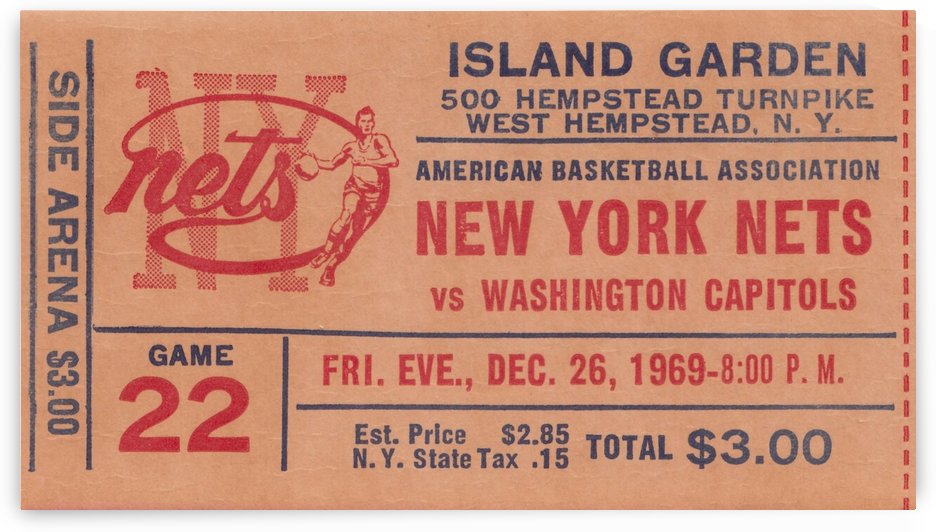 SIDE ARENA $3.00
NY
nets
ISLAND GARDEN
500 HEMPSTEAD TURNPIKE
WEST HEMPSTEAD, N. Y.
AMERICAN BASKETBALL ASSOCIATION
NEW YORK NETS
vs WASHINGTON CAPITOLS
GAME
22
FRI. EVE., DEC. 26, 1969-8:00 P. M.
Est. Price $2.85
N. Y. State Tax .15
TOTAL $3.00